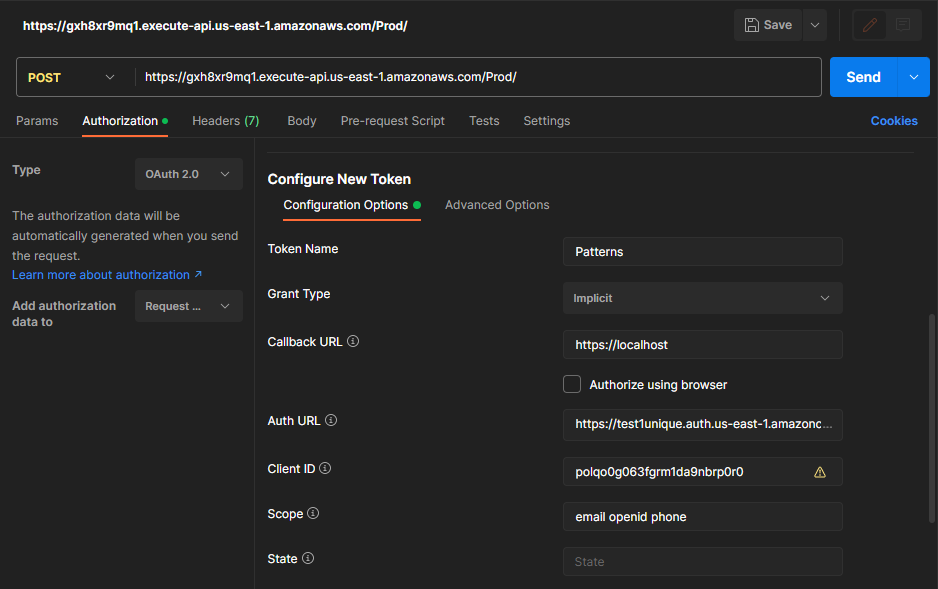 https://gxh8xr9mq1.execute-api.us-east-1.amazonaws.com/Prod/
Save
POST
https://gxh8xr9mq1.execute-api.us-east-1.amazonaws.com/Prod/
Send
Params Authorization Headers (7) Body Pre-request Script Tests Settings Cookies
Type
OAuth 2.0
The authorization data will be
automatically generated when you send
the request.
Learn more about authorization ↗
Add authorization
data to
Request ...
Configure New Token
Configuration Options Advanced Options
Token Name
Patterns
Grant Type
Implicit
Callback URL
https://localhost
Authorize using browser
Auth URL
https://test1unique.auth.us-east-1.amazonc...
Client ID
polqo0g063fgrm1da9nbrp0r0
Scope
email openid phone
State
State